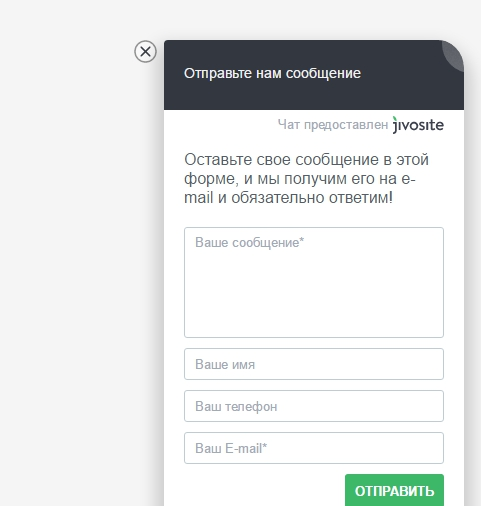 Отправьте нам сообщение
Чат предоставлен jivosite
Оставьте свое сообщение в этой
форме, и мы получим его на e-
mail и обязательно ответим!
Ваше сообщение*
Ваше имя
Ваш телефон
Ваш E-mail*
ОТПРАВИТЬ